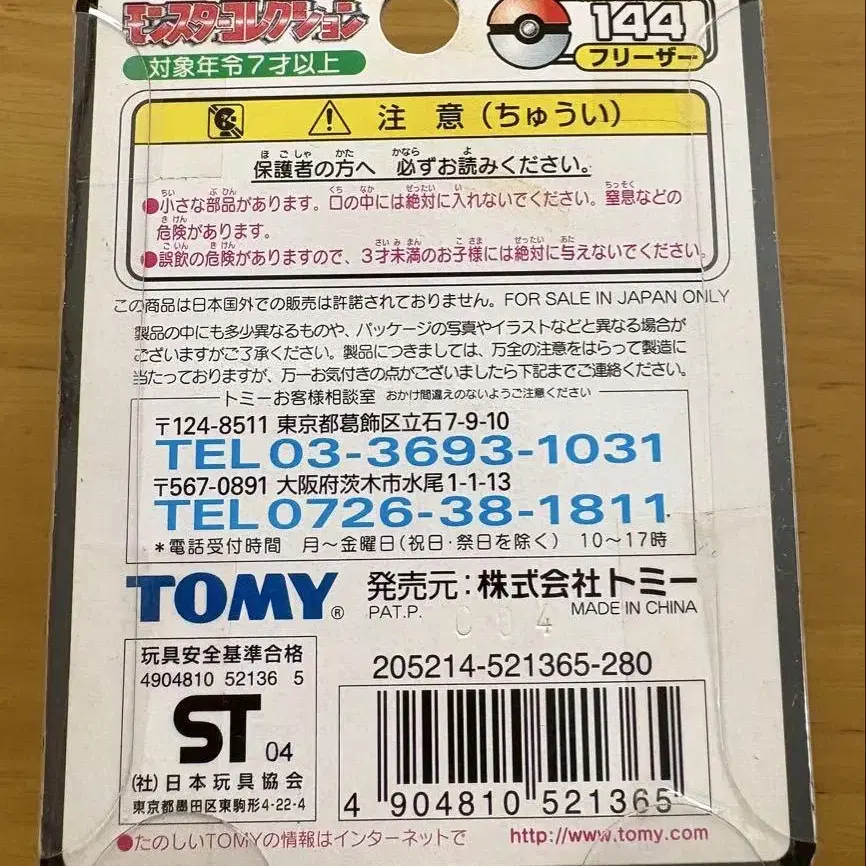 モンスターコレクション
144
対象年令7才以上
フリーザー
注意(ちゅうい)
保護者の方へ 必ずお読みください。
●小さな部品があります。口の中には絶対に入れないでください。窒息などの
危険があります。
●誤飲の危険がありますので、3才未満のお子様には絶対に与えないでください。
この商品は日本国外での販売は許諾されておりません。FOR SALE IN JAPAN ONLY
製品の中にも多少異なるものや、パッケージの写真やイラストなどと異なる場合が
ございますがご了承ください。製品につきましては、万全の注意をはらって製造に
当たっておりますが、万一お気付きの点がございましたら下記までご連絡ください。
トミーお客様相談室 おかけ間違えのないようご注意ください
〒124-8511 東京都葛飾区立石7-9-10
TEL 03-3693-1031
〒567-0891 大阪府茨木市水尾1-1-13
TEL 0726-38-1811
*電話受付時間 月~金曜日(祝日・祭日を除く) 10~17時
TOMY® 発売元:株式会社トミー
PAT.P. MADE IN CHINA
C04
玩具安全基準合格
4904810 52136 5
ST 04
(社)日本玩具協会
東京都墨田区東駒形4-22-4
205214-521365-280
4 904810 521365
●たのしいTOMYの情報はインターネットで http://www.tomy.com